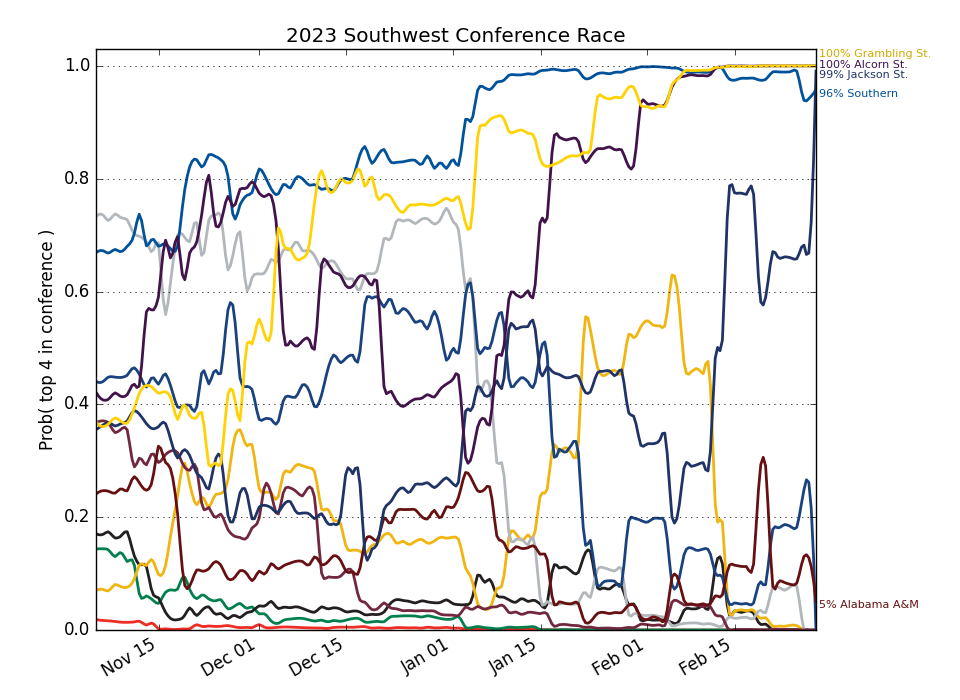 2023 Southwest Conference Race
Prob( top 4 in conference )
1.0
0.8
0.6
0.4
0.2
0.0
100% Grambling St.
100% Alcorn St.
99% Jackson St.
96% Southern
5% Alabama A&M
Nov 15
Dec 01
Dec 15
Jan 01
Jan 15
Feb 01
Feb 15